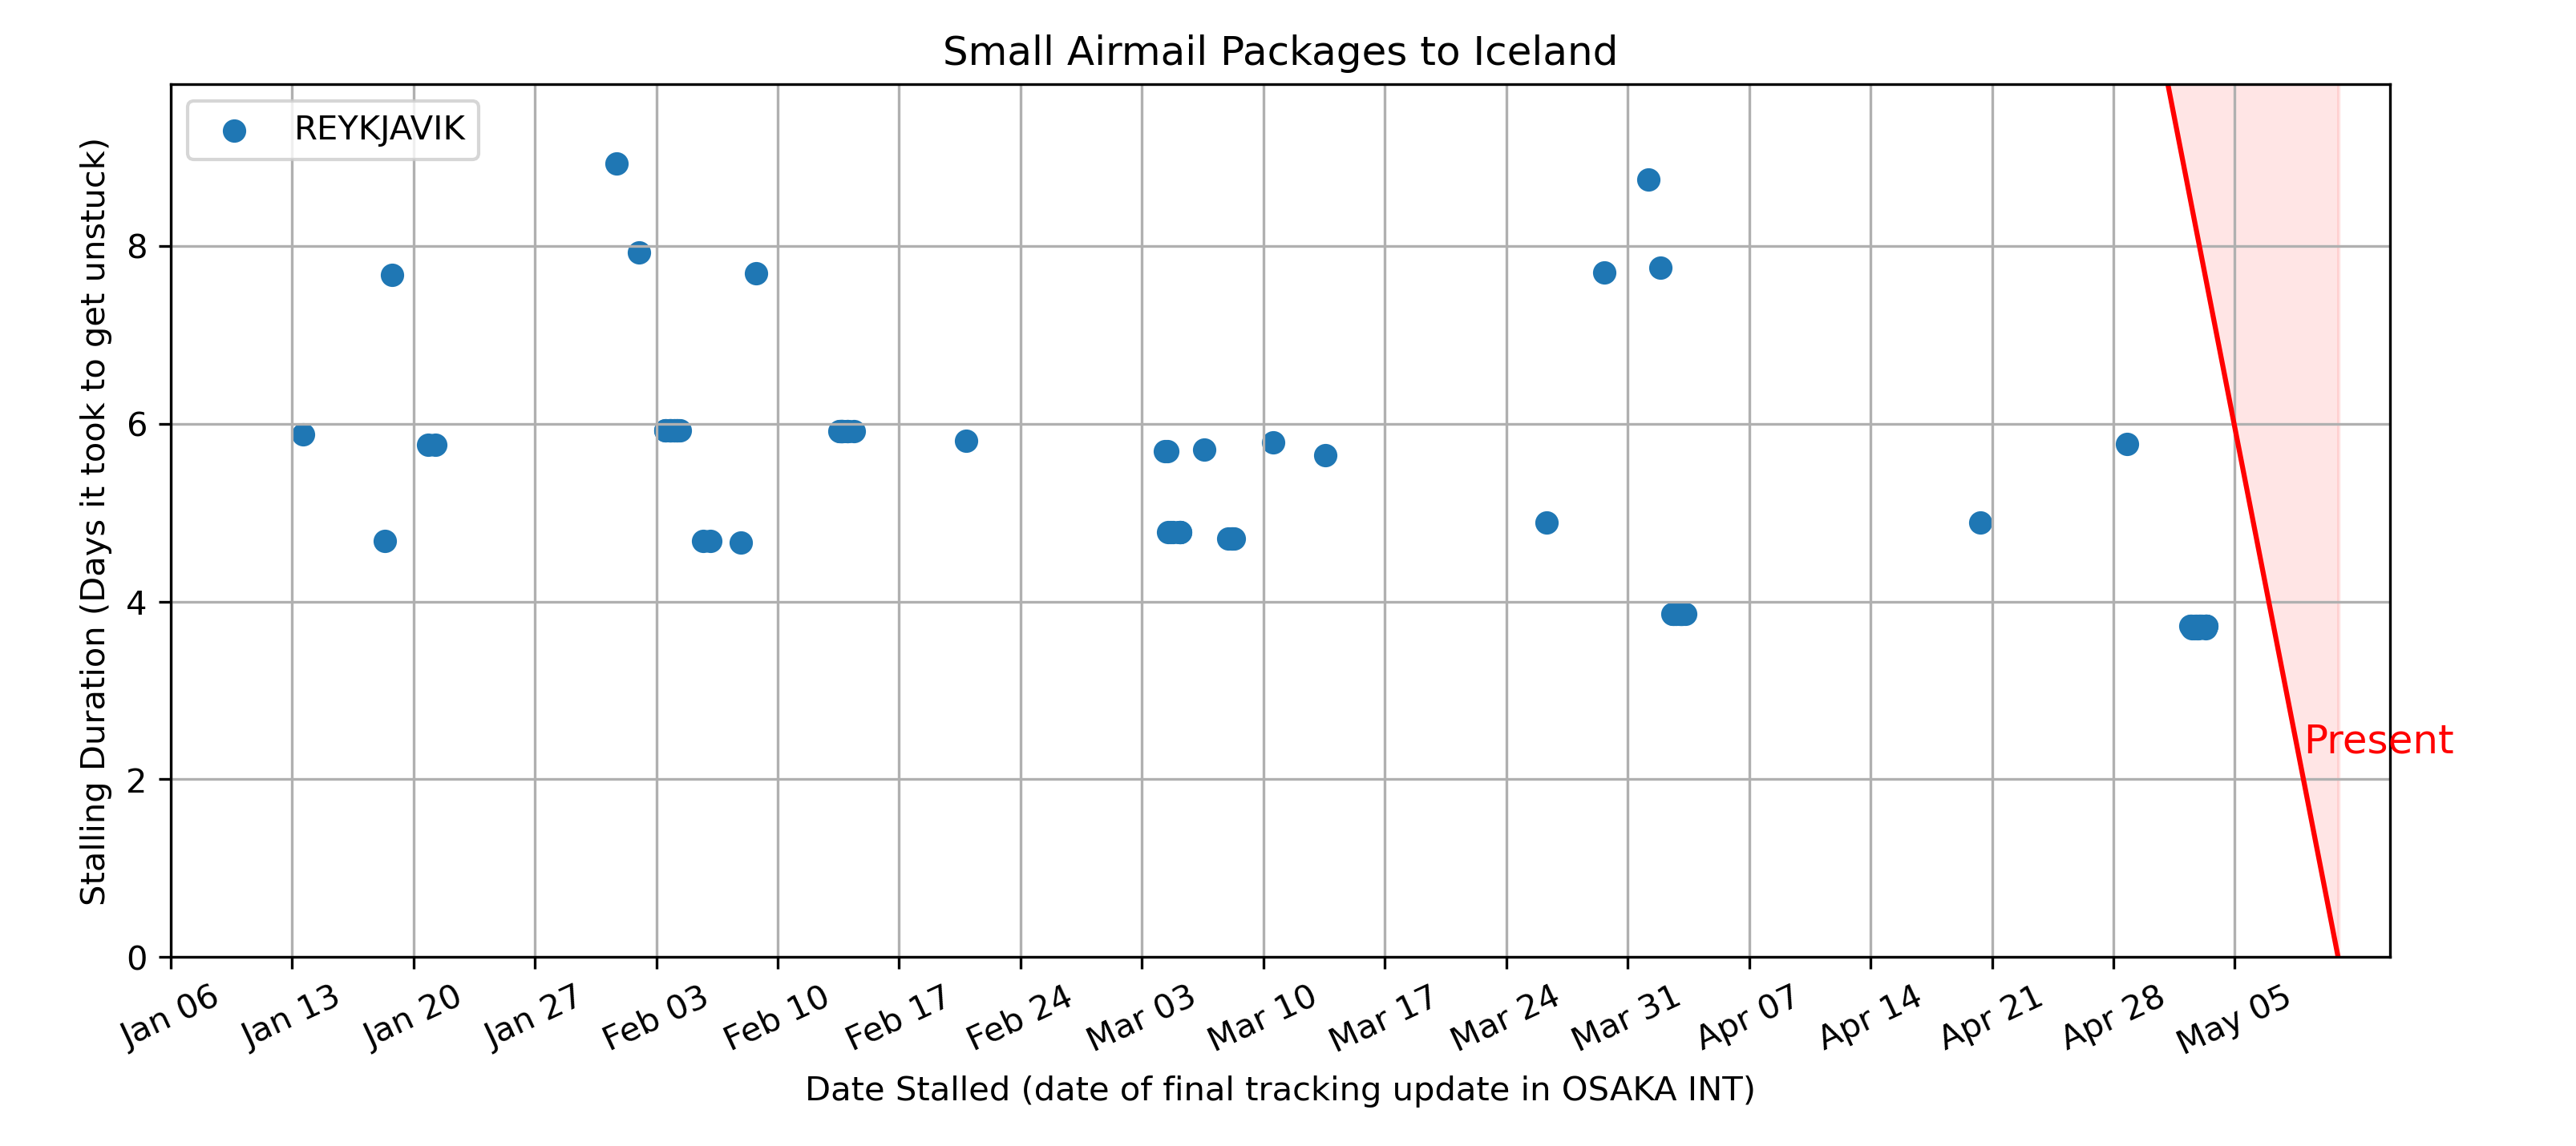 Small Airmail Packages to Iceland
REYKJAVIK
Stalling Duration (Days it took to get unstuck)
8
6
4
2
0
Present
Jan 06
Jan 13
Jan 20
Jan 27
Feb 03
Feb 10
Feb 17
Feb 24
Mar 03
Mar 10
Mar 17
Mar 24
Mar 31
Apr 07
Apr 14
Apr 21
Apr 28
May 05
Date Stalled (date of final tracking update in OSAKA INT)